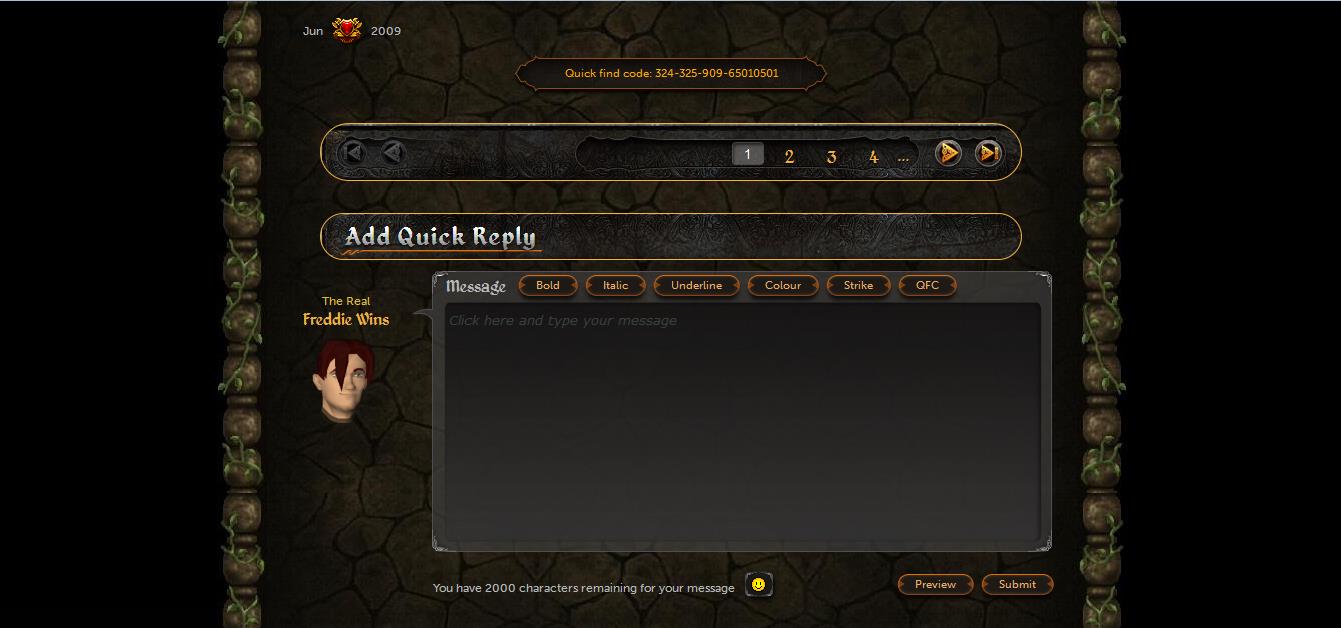 Jun 2009
Quick find code: 324-325-909-65010501
1 2 3 4 ...
Add Quick Reply
Message Bold Italic Underline Colour Strike QFC
The Real
Freddie Wins
Click here and type your message
You have 2000 characters remaining for your message
Preview Submit